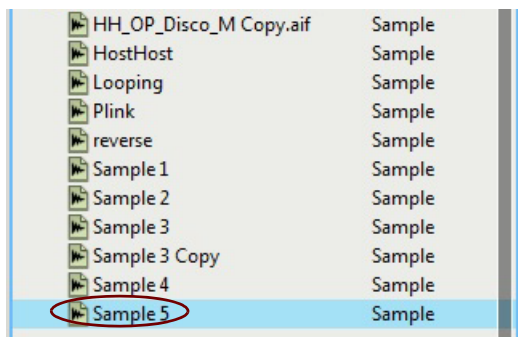 HH_OP_Disco_M Copy.aif Sample
HostHost Sample
Looping Sample
Plink Sample
reverse Sample
Sample 1 Sample
Sample 2 Sample
Sample 3 Sample
Sample 3 Copy Sample
Sample 4 Sample
Sample 5 Sample